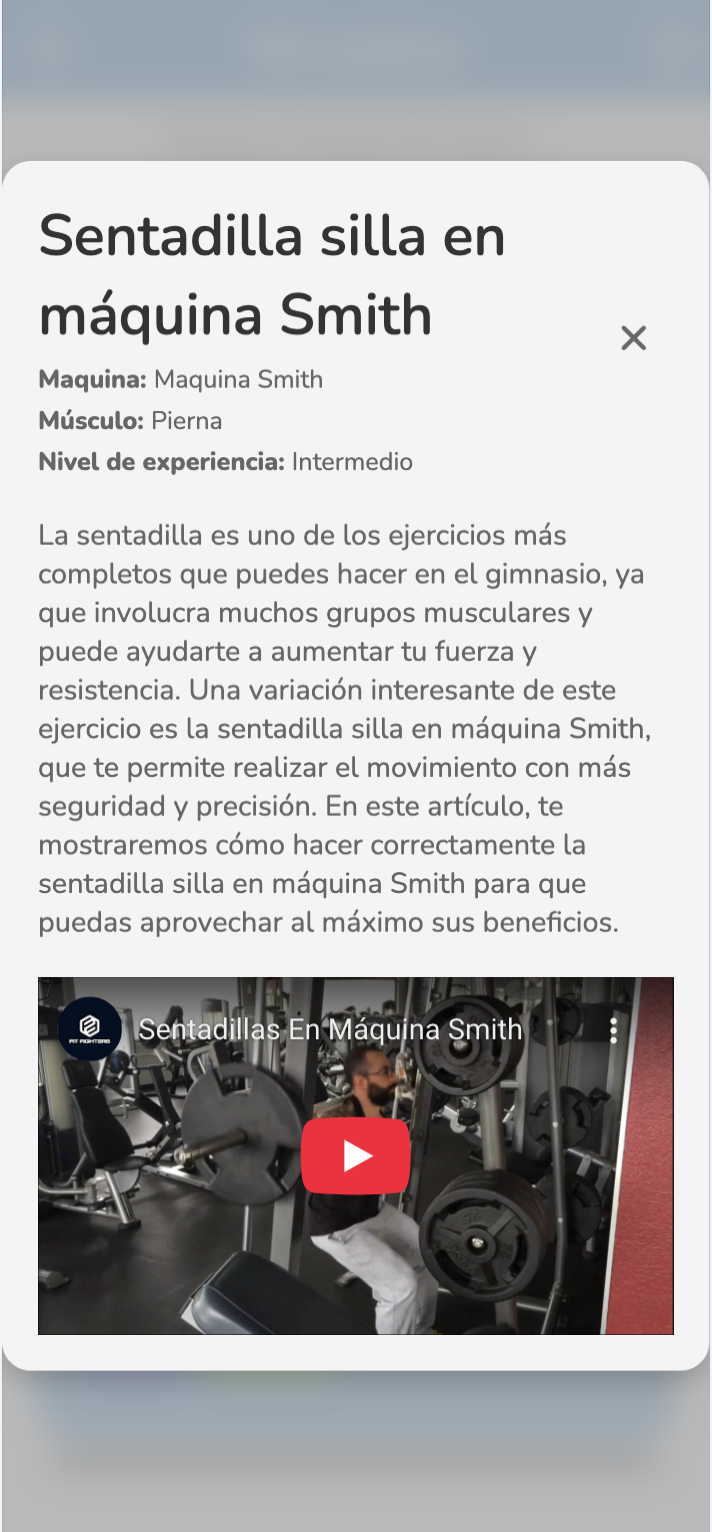 Sentadilla silla en
máquina Smith
Maquina: Maquina Smith
Músculo: Pierna
Nivel de experiencia: Intermedio
La sentadilla es uno de los ejercicios más
completos que puedes hacer en el gimnasio, ya
que involucra muchos grupos musculares y
puede ayudarte a aumentar tu fuerza y
resistencia. Una variación interesante de este
ejercicio es la sentadilla silla en máquina Smith,
que te permite realizar el movimiento con más
seguridad y precisión. En este artículo, te
mostraremos cómo hacer correctamente la
sentadilla silla en máquina Smith para que
puedas aprovechar al máximo sus beneficios.
Sentadillas En Máquina Smith
FIT FIGHTERS